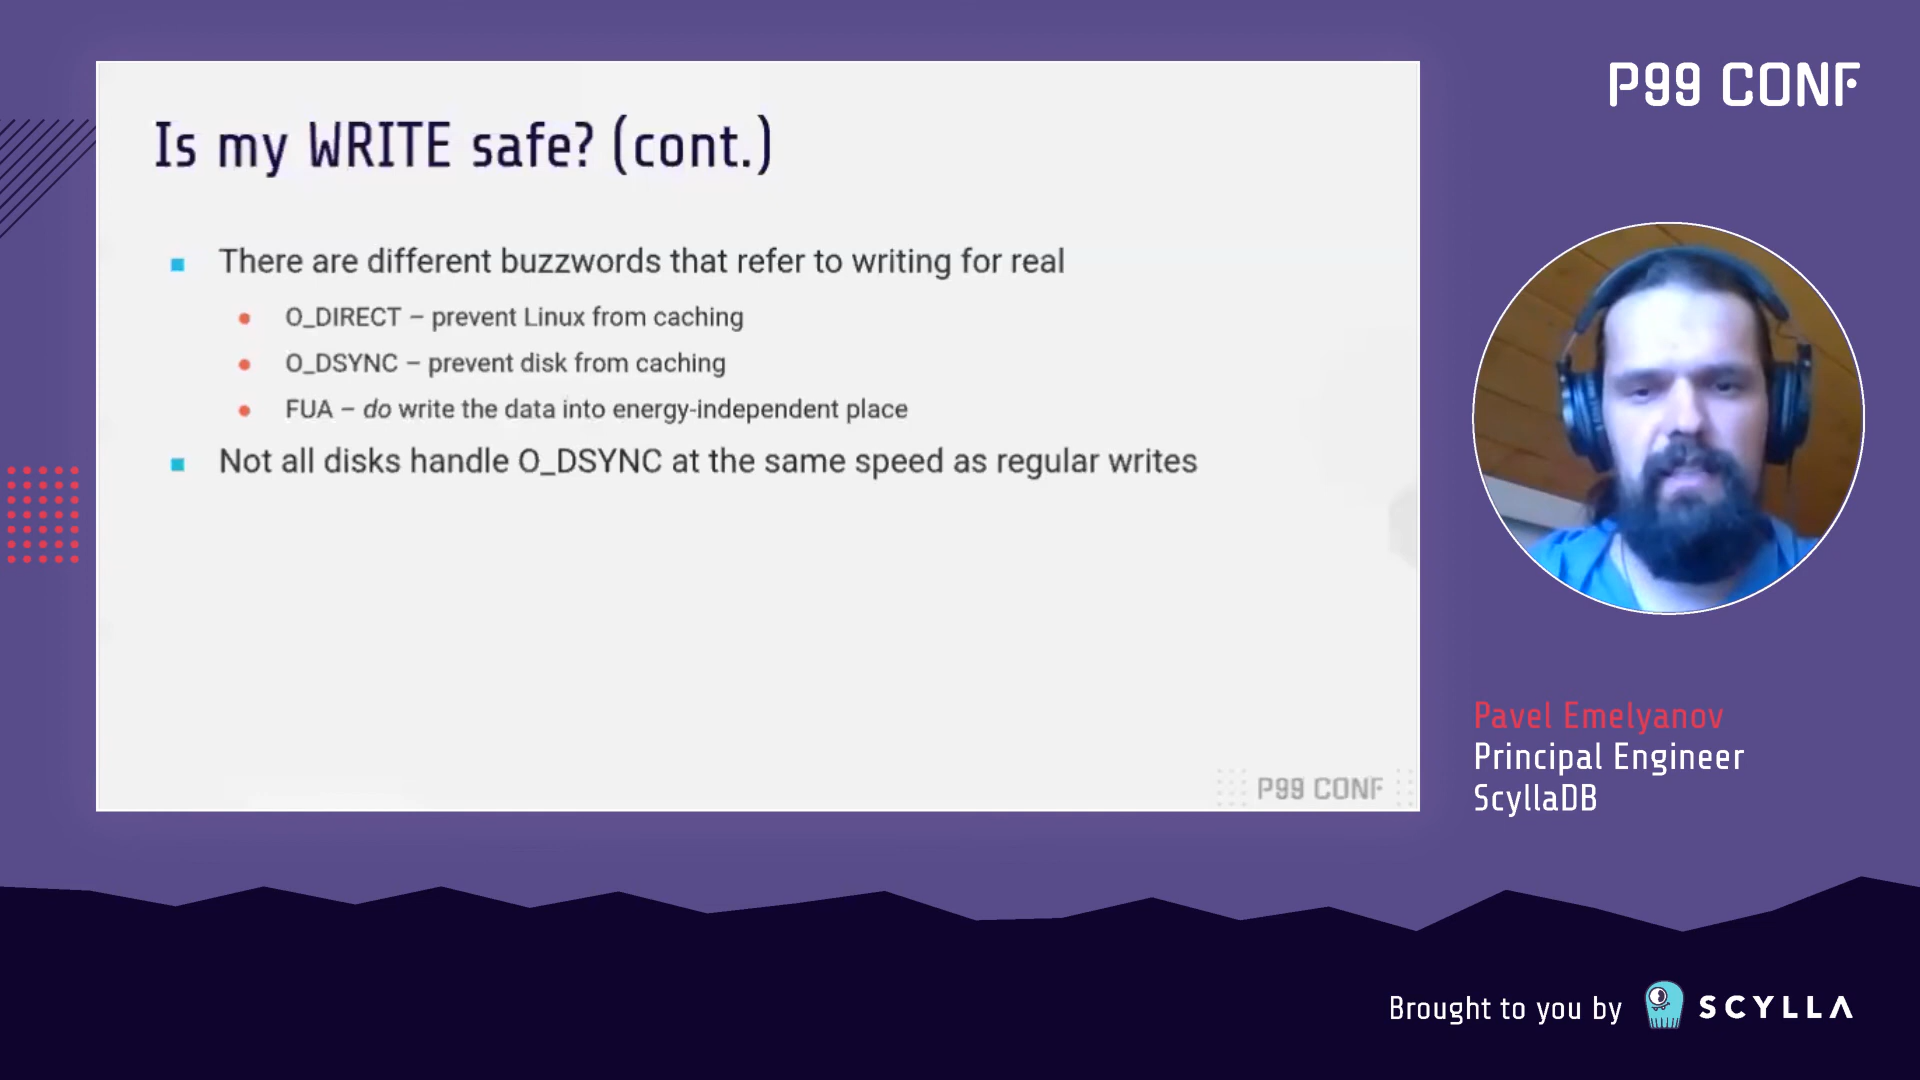 P99 CONF
Is my WRITE safe? (cont.)
There are different buzzwords that refer to writing for real
O_DIRECT – prevent Linux from caching
O_DSYNC – prevent disk from caching
FUA – do write the data into energy-independent place
Not all disks handle O_DSYNC at the same speed as regular writes
P99 CONF
Pavel Emelyanov
Principal Engineer
ScyllaDB
Brought to you by SCYLLA